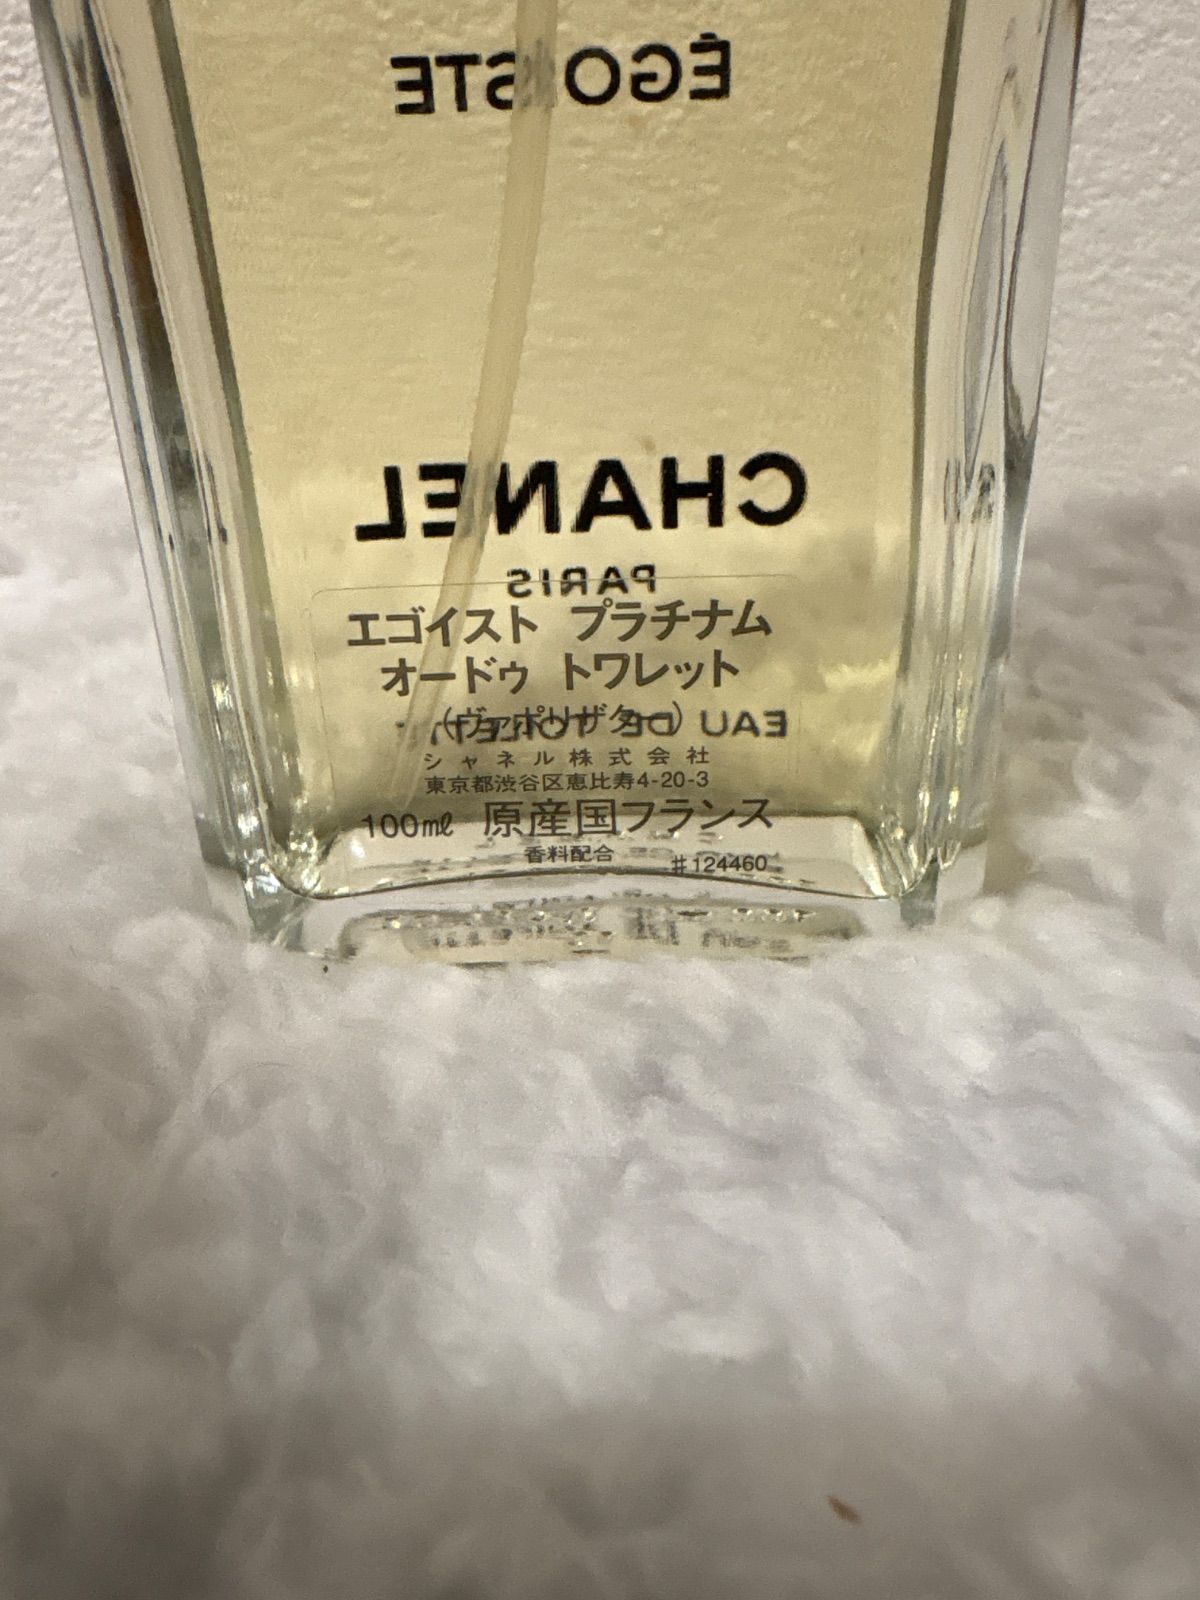 ÉGOISTE
CHANEL
PARIS
エゴイスト プラチナム
オードゥ トワレット
(ヴァポリザター)
EAU DE TOILETTE
シャネル株式会社
東京都渋谷区恵比寿4-20-3
100㎖ 原産国フランス
香料配合 #124460